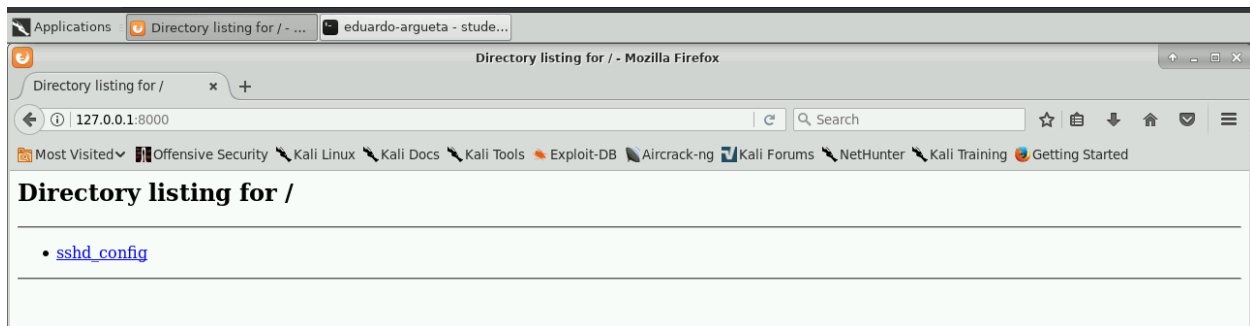 Applications Directory listing for / - ... eduardo-argueta - stude...
Directory listing for / - Mozilla Firefox
Directory listing for / × +
127.0.0.1:8000 Search
Most Visited Offensive Security Kali Linux Kali Docs Kali Tools Exploit-DB Aircrack-ng Kali Forums NetHunter Kali Training Getting Started
Directory listing for /
• sshd_config